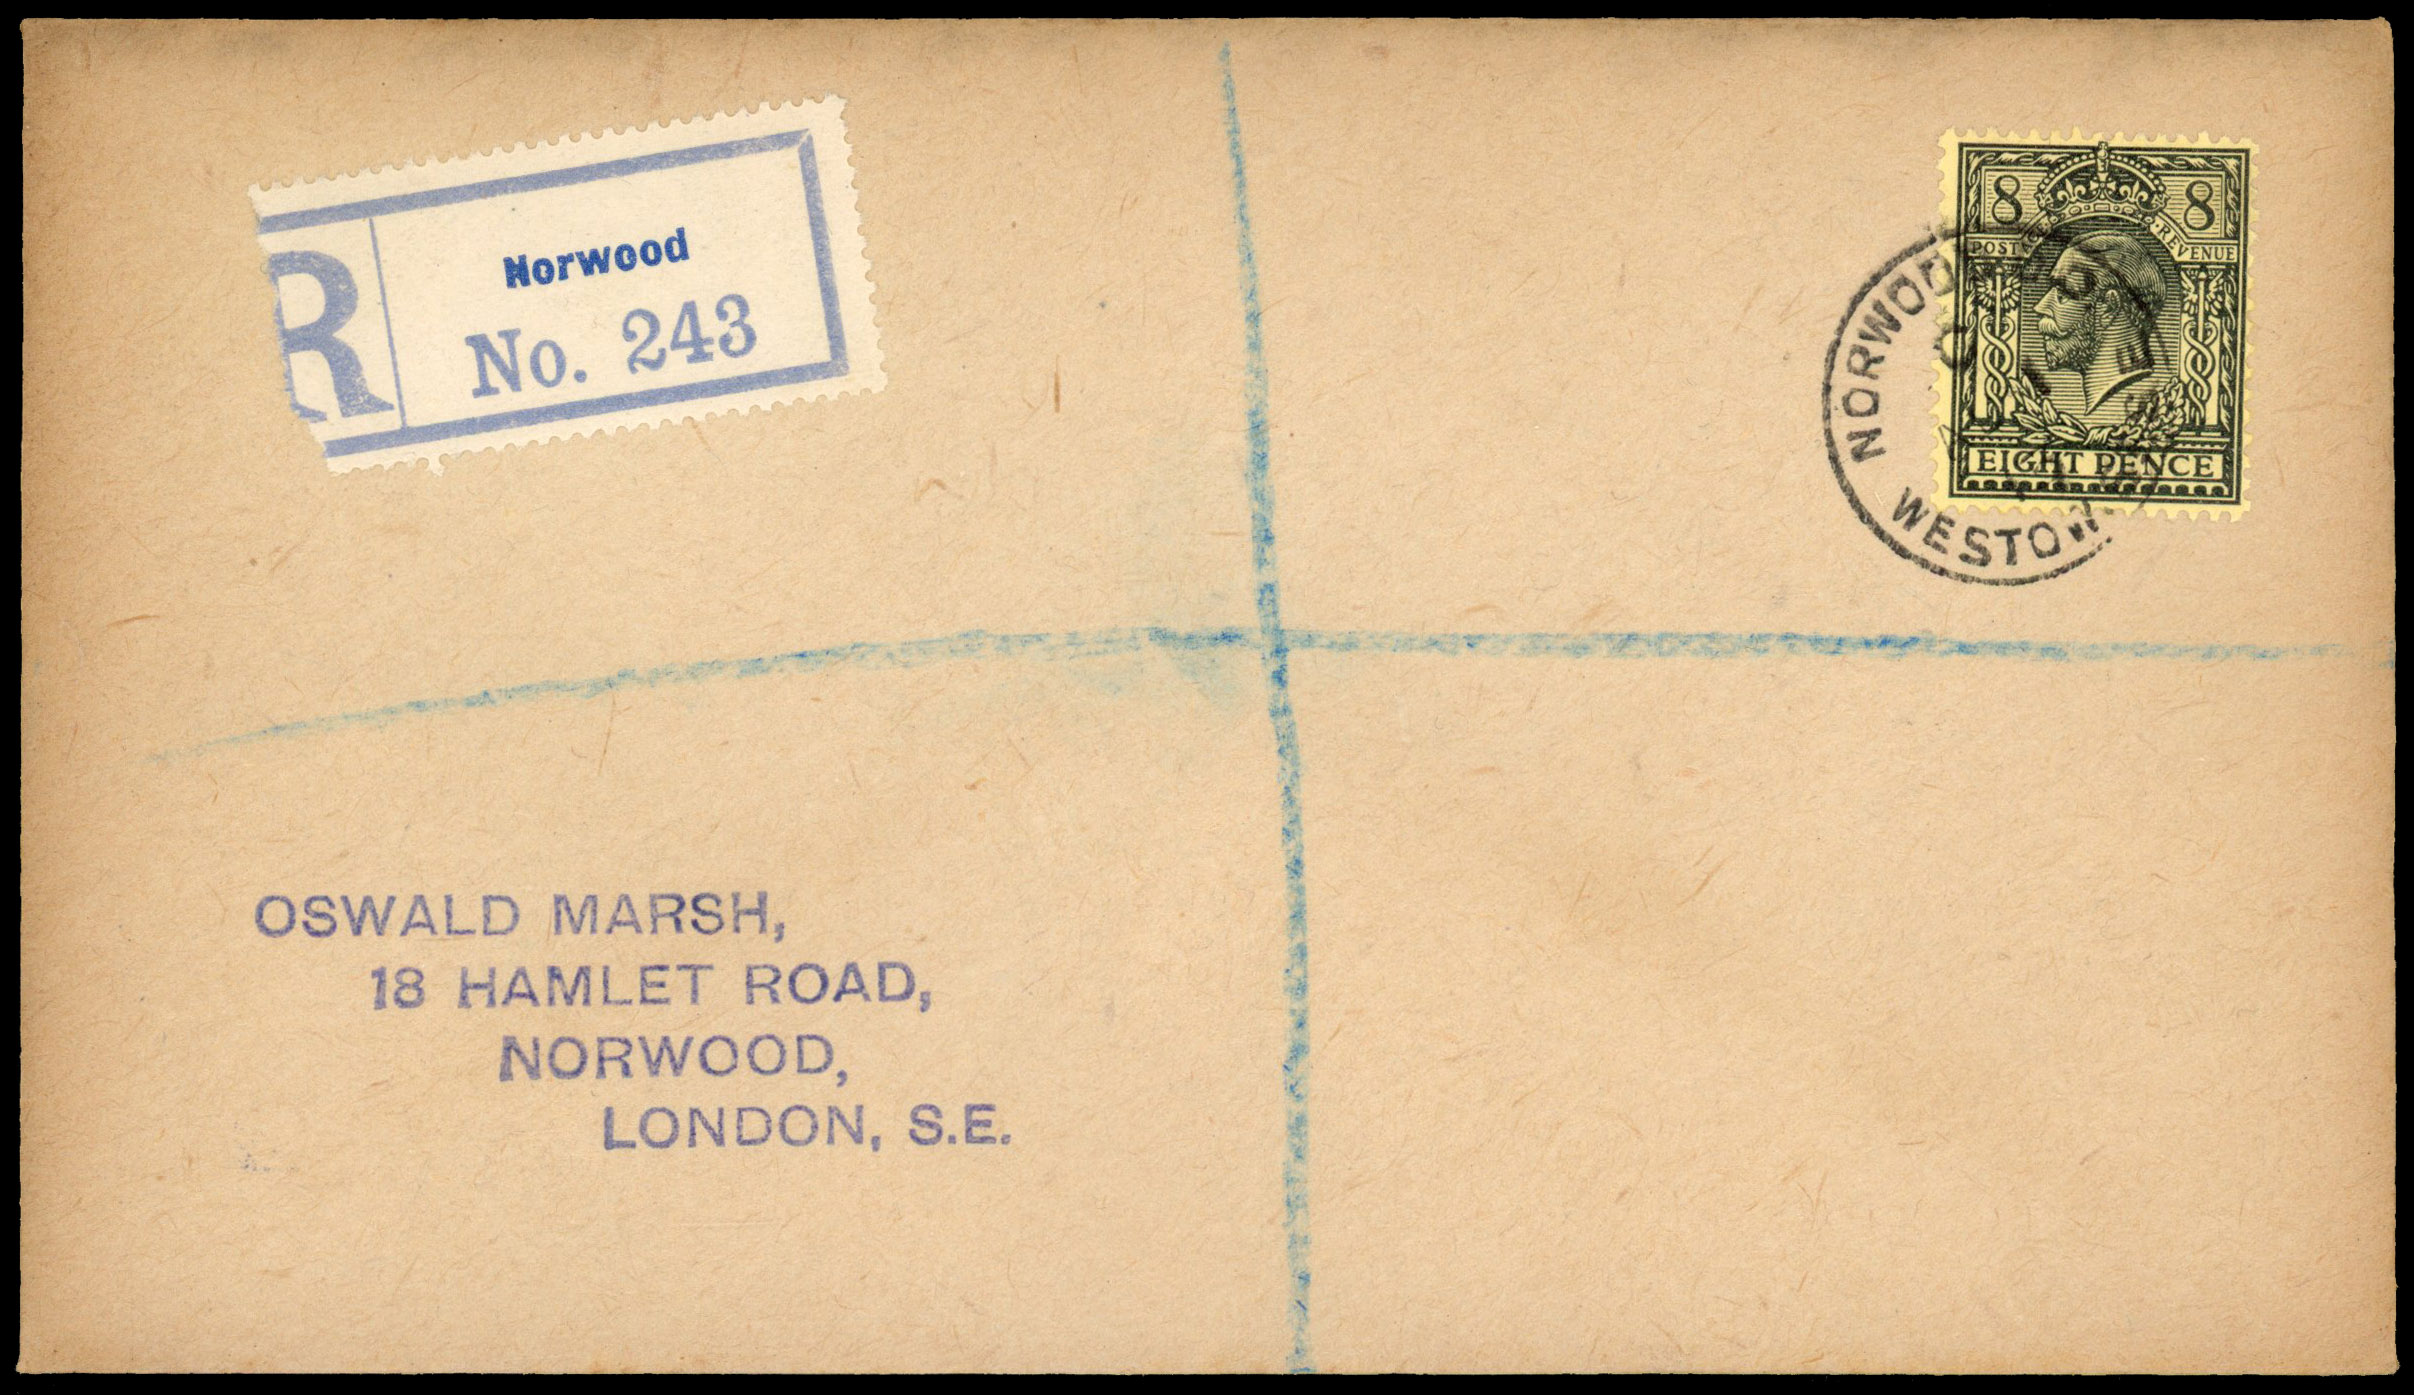 R
Norwood
No. 243
8 8
POSTAGE REVENUE
EIGHT PENCE
NORWOOD
WESTOW
OSWALD MARSH,
18 HAMLET ROAD,
NORWOOD,
LONDON, S.E.